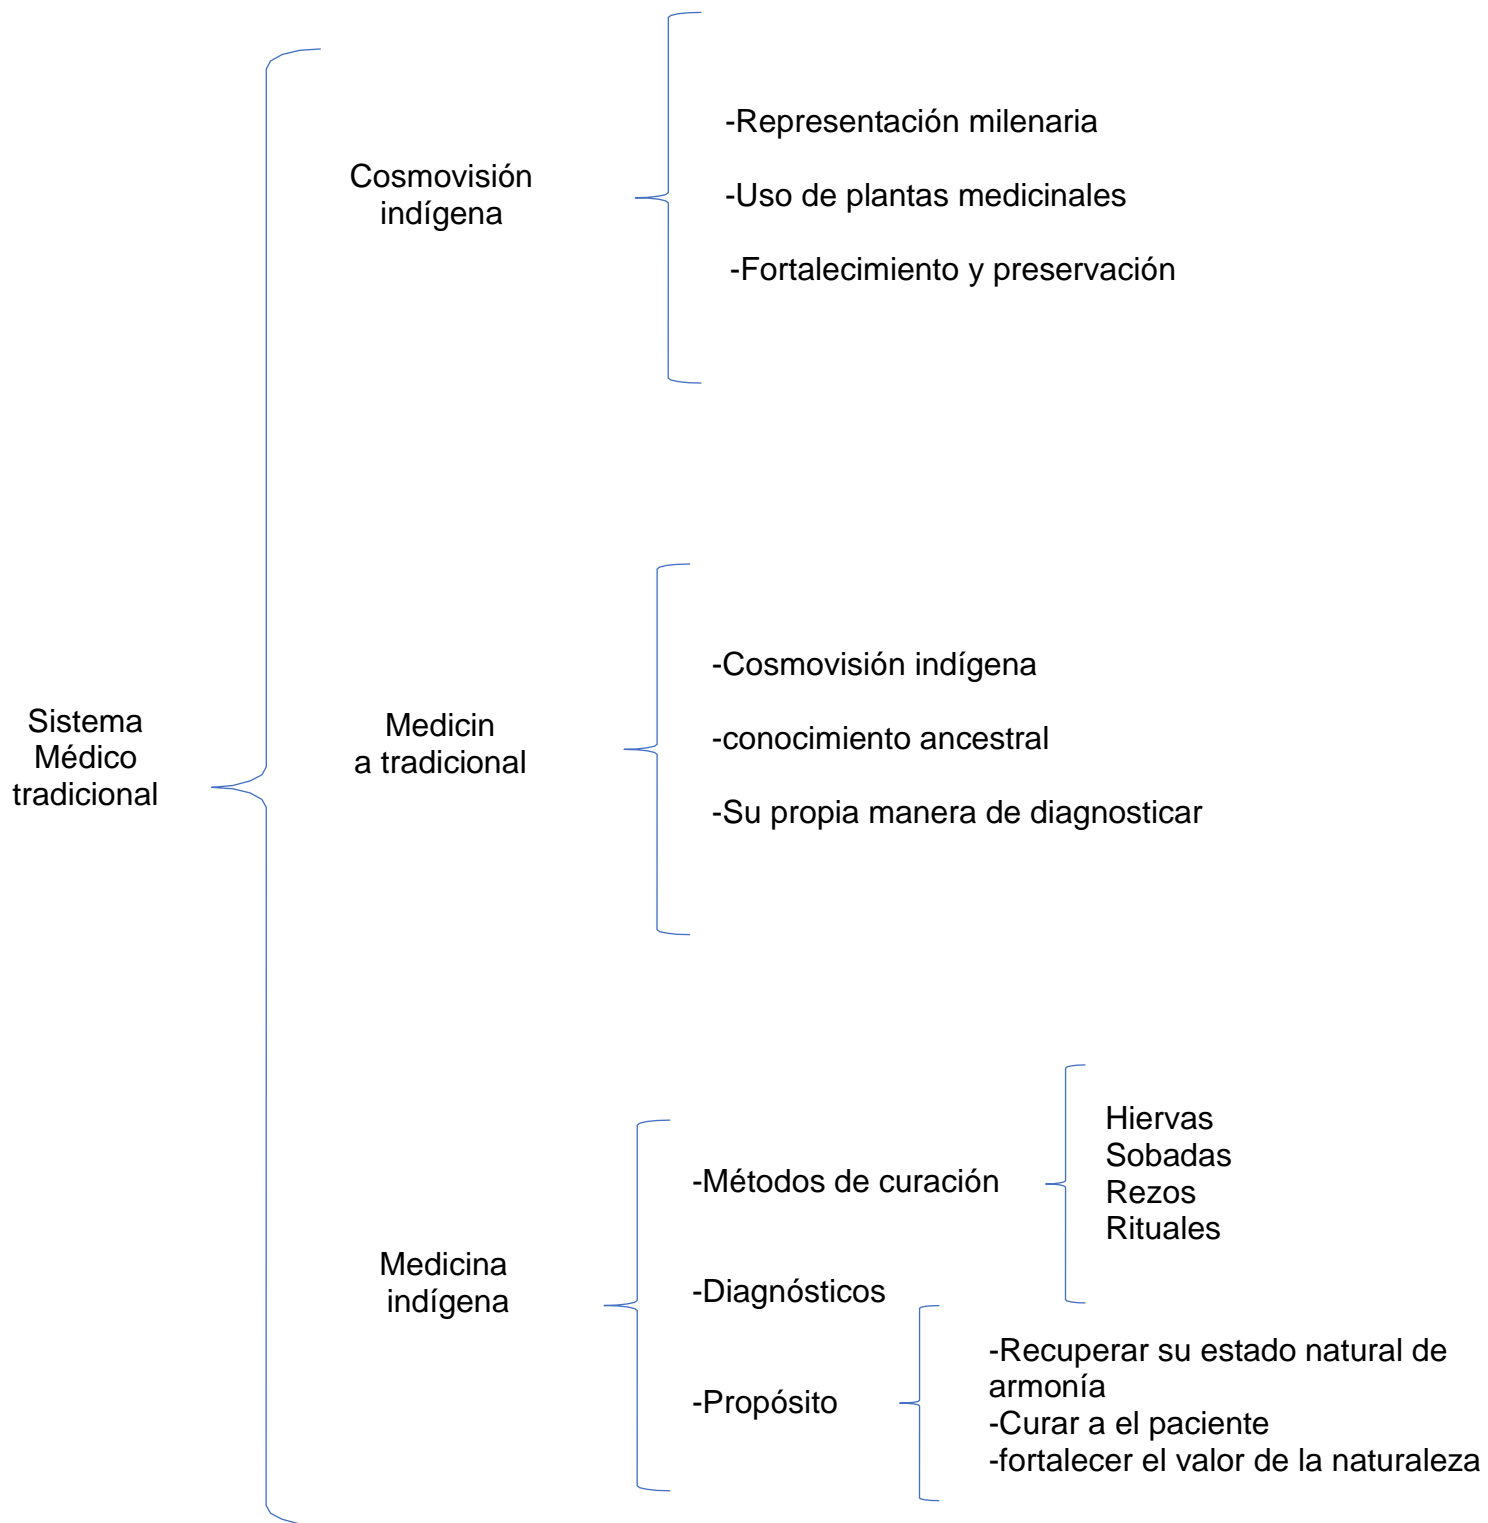 Sistema
Médico
tradicional
Cosmovisión
indígena
-Representación milenaria
-Uso de plantas medicinales
-Fortalecimiento y preservación
Medicin
a tradicional
-Cosmovisión indígena
-conocimiento ancestral
-Su propia manera de diagnosticar
Medicina
indígena
-Métodos de curación
Hiervas
Sobadas
Rezos
Rituales
-Diagnósticos
-Propósito
-Recuperar su estado natural de
armonía
-Curar a el paciente
-fortalecer el valor de la naturaleza